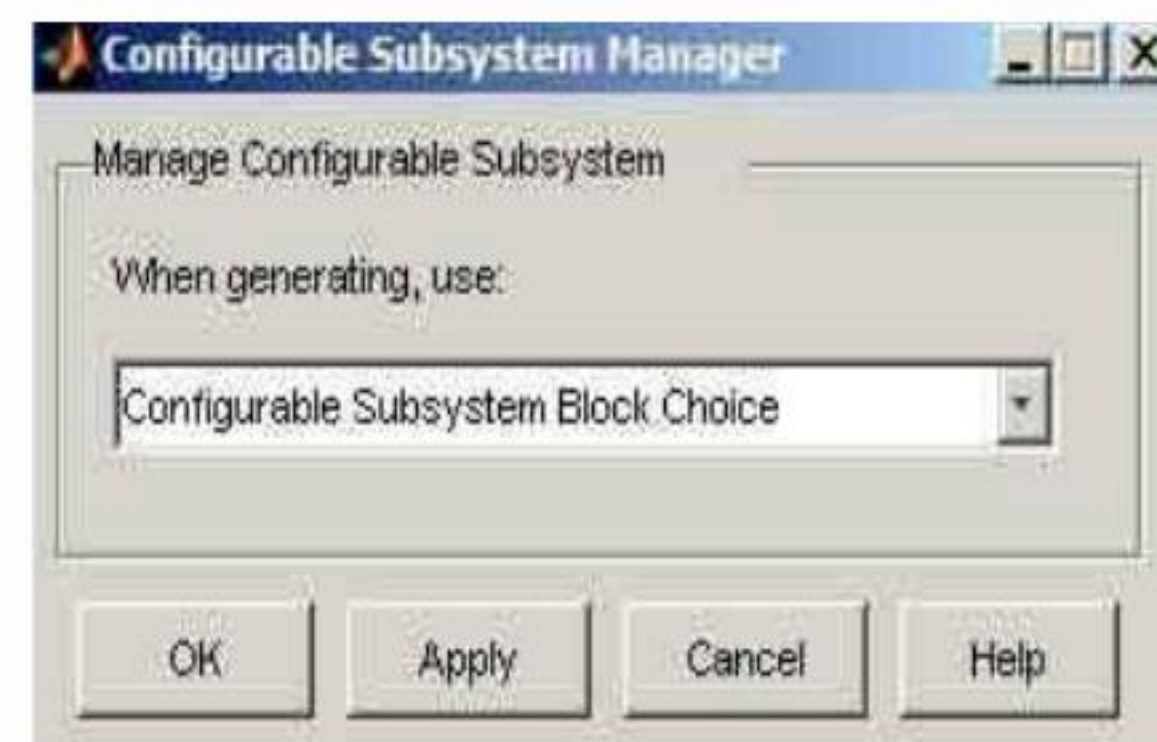 Configurable Subsystem Manager
Manage Configurable Subsystem
When generating, use:
Configurable Subsystem Block Choice
OK Apply Cancel Help